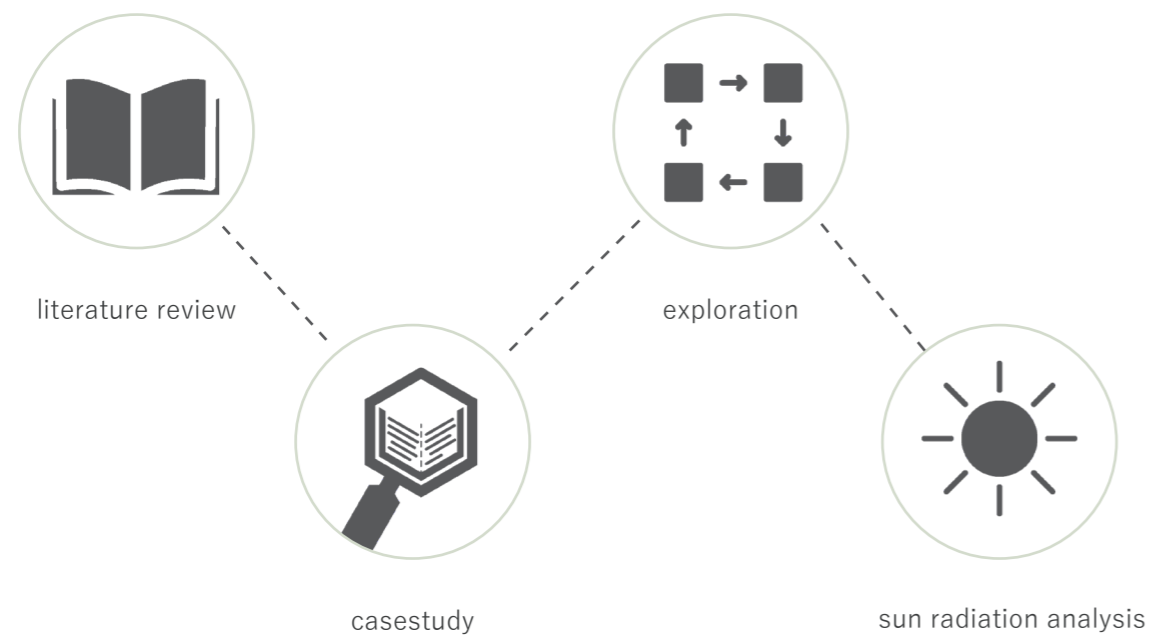 literature review
exploration
casestudy
sun radiation analysis